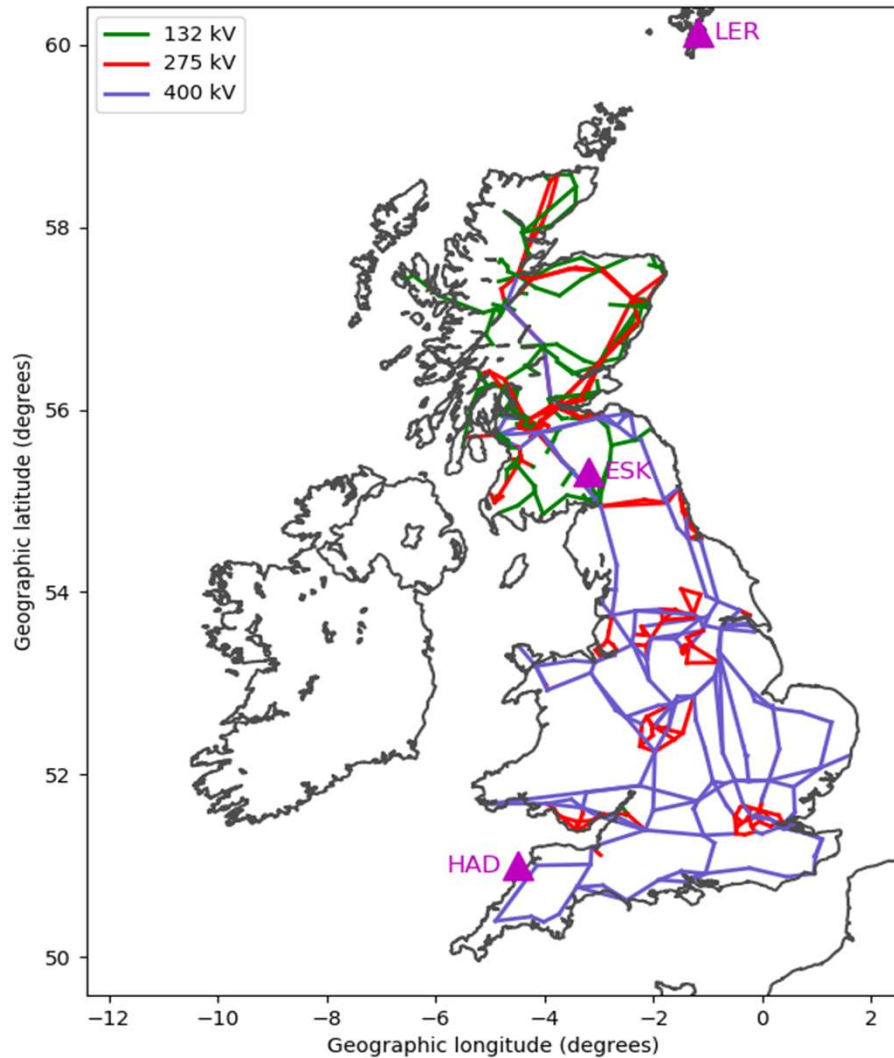 132 kV
275 kV
400 kV
LER
ESK
HAD
60
58
56
54
52
50
Geographic latitude (degrees)
−12 −10 −8 −6 −4 −2 0 2
Geographic longitude (degrees)